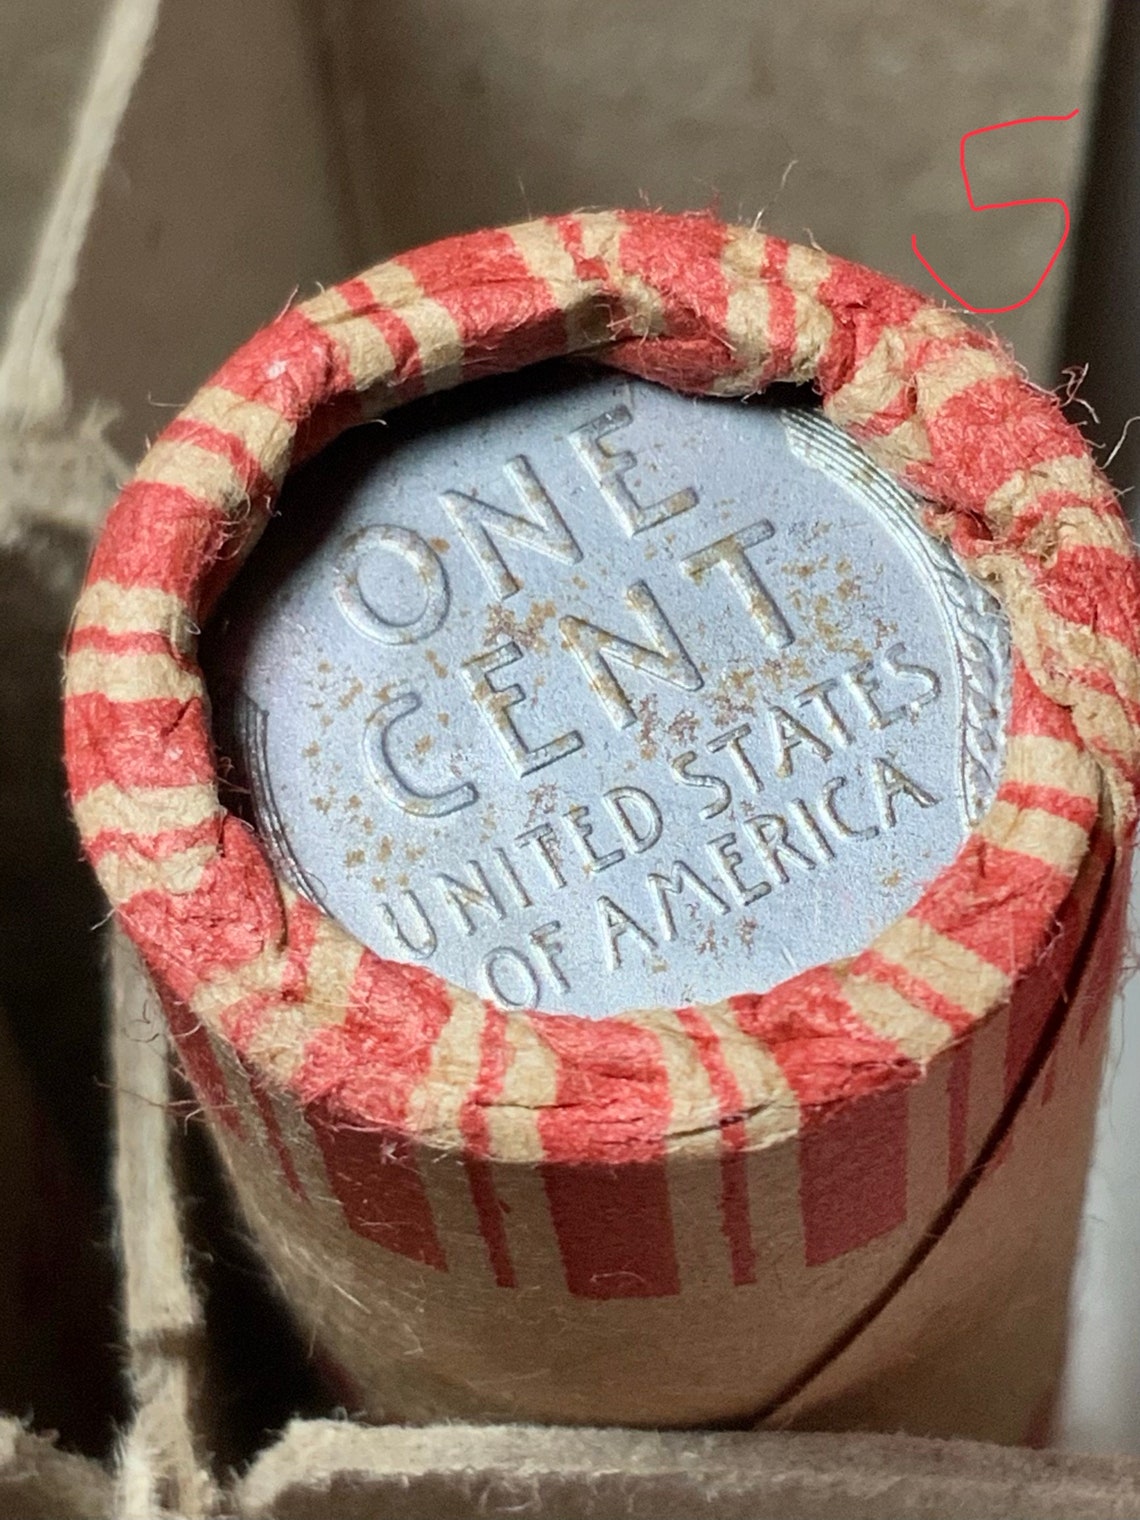 5
ONE
CENT
UNITED STATES
OF AMERICA